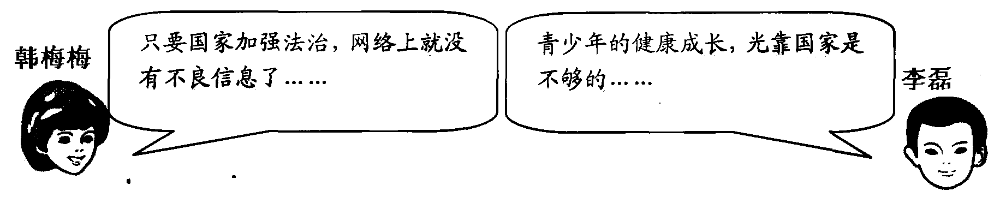 韩梅梅
只要国家加强法治，网络上就没
有不良信息了……
青少年的健康成长，光靠国家是
不够的……
李磊